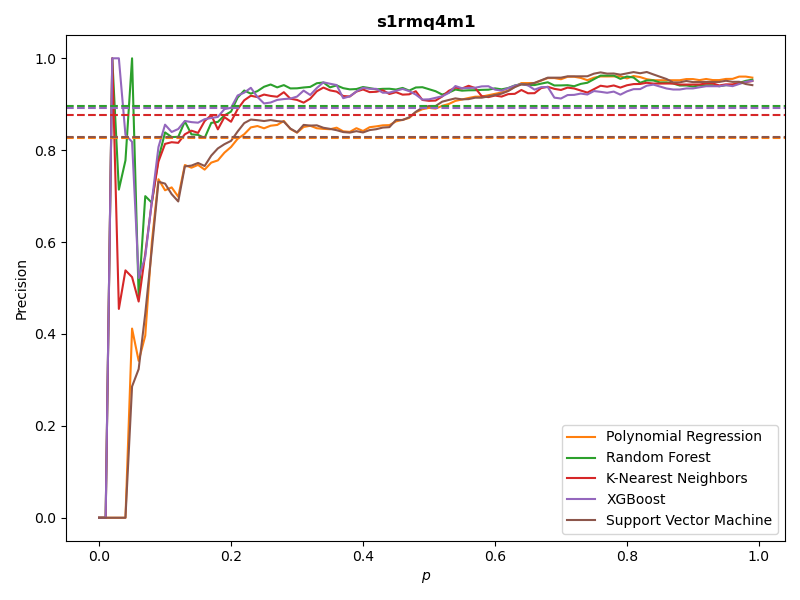 s1rmq4m1
Precision
1.0
0.8
0.6
0.4
0.2
0.0
0.0 0.2 0.4 0.6 0.8 1.0
p
Polynomial Regression
Random Forest
K-Nearest Neighbors
XGBoost
Support Vector Machine